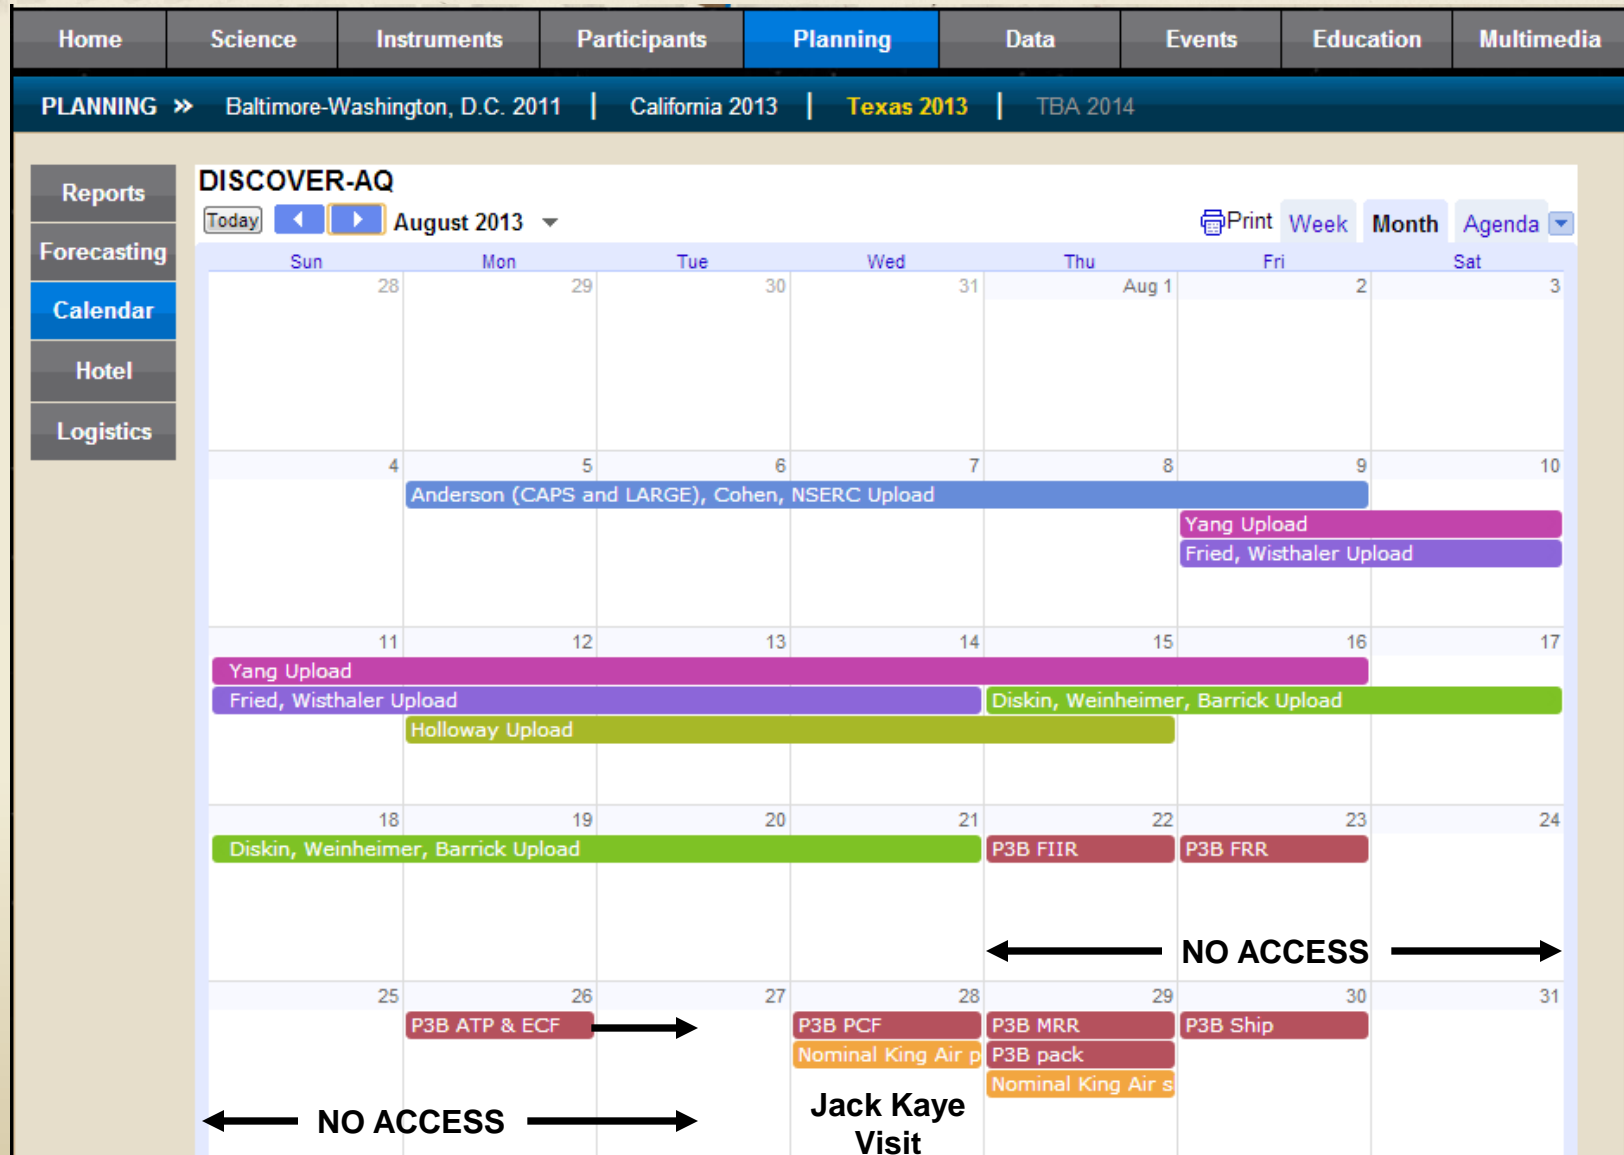 Home Science Instruments Participants Planning Data Events Education Multimedia
PLANNING » Baltimore-Washington, D.C. 2011 | California 2013 | Texas 2013 | TBA 2014
Reports
Forecasting
Calendar
Hotel
Logistics
DISCOVER-AQ
Today August 2013 Print Week Month Agenda
Sun Mon Tue Wed Thu Fri Sat
28 29 30 31 Aug 1 2 3
4 5 6 7 8 9 10
Anderson (CAPS and LARGE), Cohen, NSERC Upload
Yang Upload
Fried, Wisthaler Upload
11 12 13 14 15 16 17
Yang Upload
Fried, Wisthaler Upload Diskin, Weinheimer, Barrick Upload
Holloway Upload
18 19 20 21 22 23 24
Diskin, Weinheimer, Barrick Upload P3B FIIR P3B FRR
NO ACCESS
25 26 27 28 29 30 31
P3B ATP & ECF P3B PCF P3B MRR P3B Ship
Nominal King Air p P3B pack
Nominal King Air s
NO ACCESS Jack Kaye
Visit